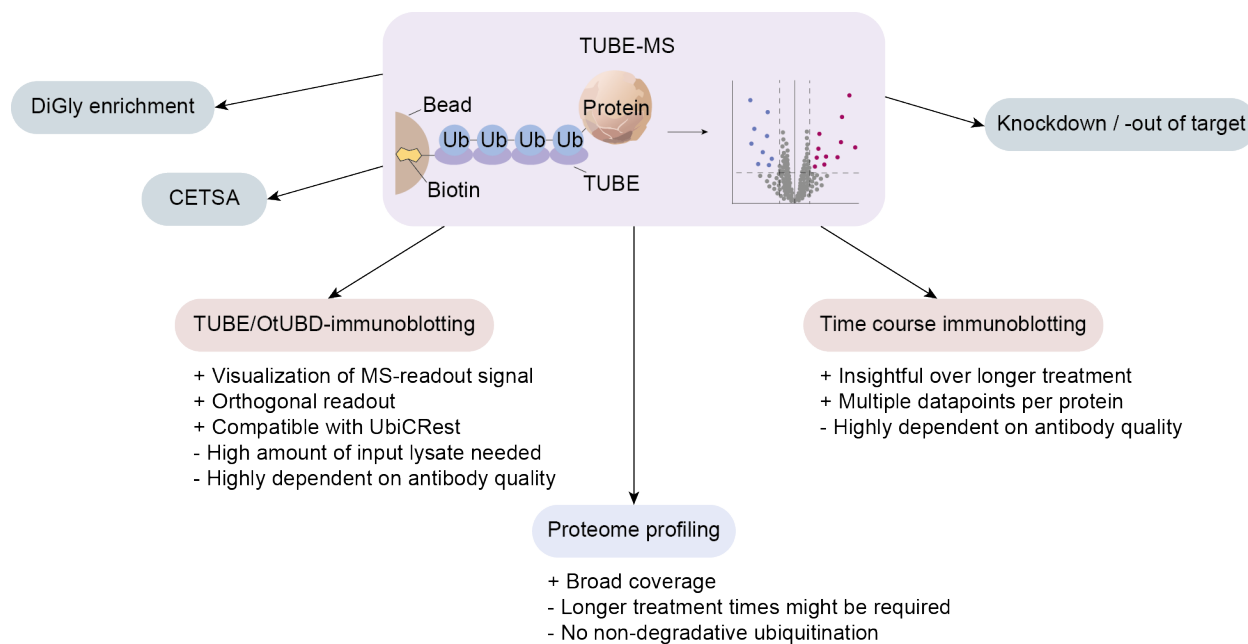 TUBE-MS
DiGly enrichment
Bead
Protein
Ub Ub Ub Ub
Knockdown / -out of target
CETSA
Biotin
TUBE
TUBE/OtUBD-immunoblotting
+ Visualization of MS-readout signal
+ Orthogonal readout
+ Compatible with UbiCRest
- High amount of input lysate needed
- Highly dependent on antibody quality
Time course immunoblotting
+ Insightful over longer treatment
+ Multiple datapoints per protein
- Highly dependent on antibody quality
Proteome profiling
+ Broad coverage
- Longer treatment times might be required
- No non-degradative ubiquitination